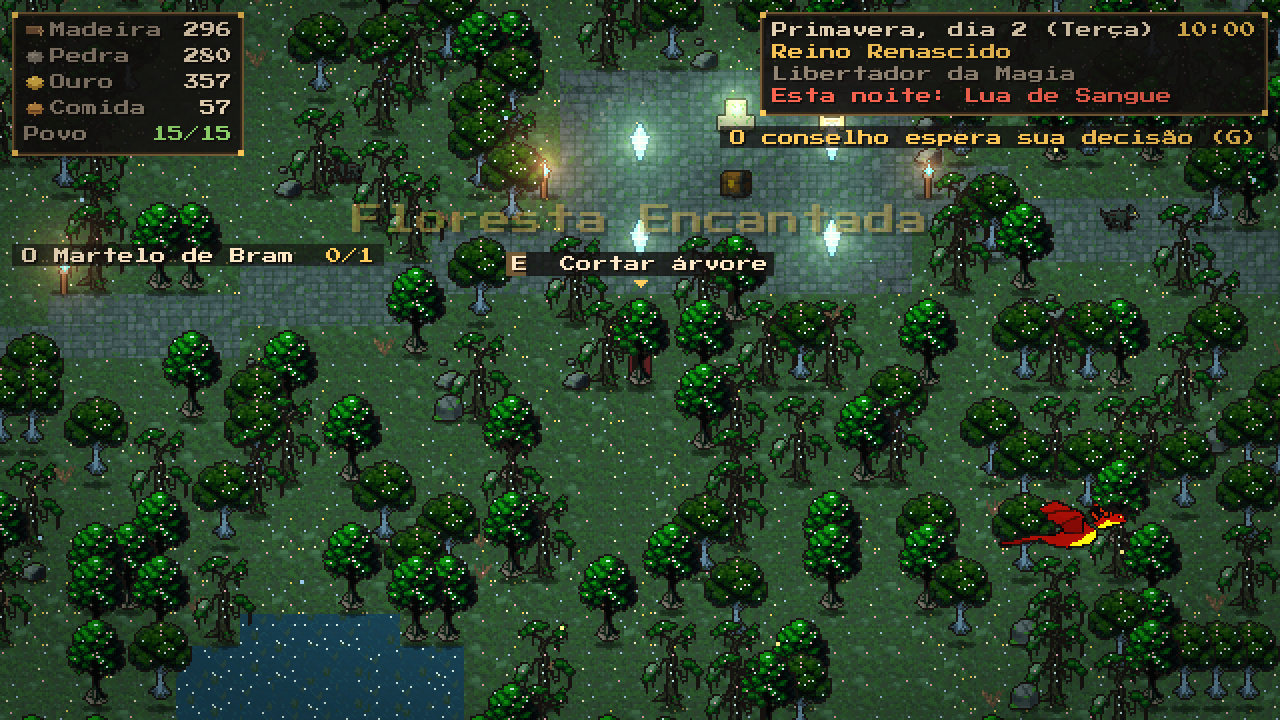 Madeira 296
Pedra 280
Ouro 357
Comida 57
Povo 15/15
Primavera, dia 2 (Terça) 10:00
Reino Renascido
Libertador da Magia
Esta noite: Lua de Sangue
O conselho espera sua decisão (G)
Floresta Encantada
O Martelo de Bram 0/1
E Cortar árvore